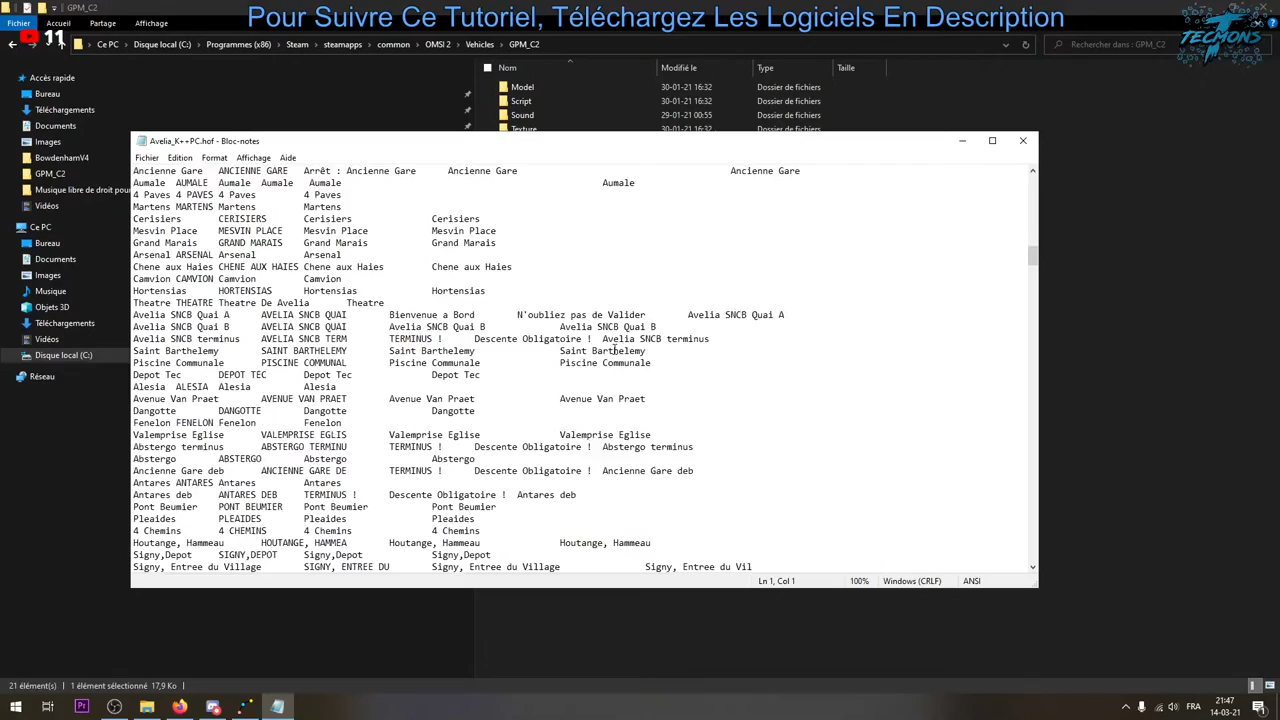 GPM_C2
Pour Suivre Ce Tutoriel, Téléchargez Les Logiciels En Description
Fichier Accueil Partage Affichage
11
Ce PC Disque local (C:) Programmes (x86) Steam steamapps common OMSI 2 Vehicles GPM_C2
Rechercher dans : GPM_C2
TECMONS
Nom Modifié le Type Taille
Accès rapide
Bureau
Téléchargements
Documents
Images
BowdenhamV4
GPM_C2
Musique libre de droit pour
Vidéos
Ce PC
Bureau
Documents
Images
Musique
Objets 3D
Téléchargements
Vidéos
Disque local (C:)
Réseau
Model 30-01-21 16:32 Dossier de fichiers
Script 30-01-21 16:32 Dossier de fichiers
Sound 29-01-21 00:55 Dossier de fichiers
Texture 30-01-21 16:32 Dossier de fichiers
Avelia_K++PC.hof - Bloc-notes
Fichier Edition Format Affichage Aide
Ancienne Gare ANCIENNE GARE Arrêt : Ancienne Gare Ancienne Gare Ancienne Gare
Aumale AUMALE Aumale Aumale Aumale Aumale
4 Paves 4 PAVES 4 Paves 4 Paves
Martens MARTENS Martens Martens
Cerisiers CERISIERS Cerisiers Cerisiers
Mesvin Place MESVIN PLACE Mesvin Place Mesvin Place
Grand Marais GRAND MARAIS Grand Marais Grand Marais
Arsenal ARSENAL Arsenal Arsenal
Chene aux Haies CHENE AUX HAIES Chene aux Haies Chene aux Haies
Camvion CAMVION Camvion Camvion
Hortensias HORTENSIAS Hortensias Hortensias
Theatre THEATRE Theatre De Avelia Theatre
Avelia SNCB Quai A AVELIA SNCB QUAI Bienvenue a Bord N'oubliez pas de Valider Avelia SNCB Quai A
Avelia SNCB Quai B AVELIA SNCB QUAI Avelia SNCB Quai B Avelia SNCB Quai B
Avelia SNCB terminus AVELIA SNCB TERM TERMINUS ! Descente Obligatoire ! Avelia SNCB terminus
Saint Barthelemy SAINT BARTHELEMY Saint Barthelemy Saint Barthelemy
Piscine Communale PISCINE COMMUNAL Piscine Communale Piscine Communale
Depot Tec DEPOT TEC Depot Tec Depot Tec
Alesia ALESIA Alesia Alesia
Avenue Van Praet AVENUE VAN PRAET Avenue Van Praet Avenue Van Praet
Dangotte DANGOTTE Dangotte Dangotte
Fenelon FENELON Fenelon Fenelon
Valemprise Eglise VALEMPRISE EGLIS Valemprise Eglise Valemprise Eglise
Abstergo terminus ABSTERGO TERMINU TERMINUS ! Descente Obligatoire ! Abstergo terminus
Abstergo ABSTERGO Abstergo Abstergo
Ancienne Gare deb ANCIENNE GARE DE TERMINUS ! Descente Obligatoire ! Ancienne Gare deb
Antares ANTARES Antares Antares
Antares deb ANTARES DEB TERMINUS ! Descente Obligatoire ! Antares deb
Pont Beumier PONT BEUMIER Pont Beumier Pont Beumier
Pleaides PLEAIDES Pleaides Pleaides
4 Chemins 4 CHEMINS 4 Chemins 4 Chemins
Houtange, Hammeau HOUTANGE, HAMMEA Houtange, Hammeau Houtange, Hammeau
Signy,Depot SIGNY,DEPOT Signy,Depot Signy,Depot
Signy, Entree du Village SIGNY, ENTREE DU Signy, Entree du Village Signy, Entree du Vil
Ln 1, Col 1 100% Windows (CRLF) ANSI
21 élément(s) 1 élément sélectionné 17,9 Ko
FRA
21:47
14-03-21